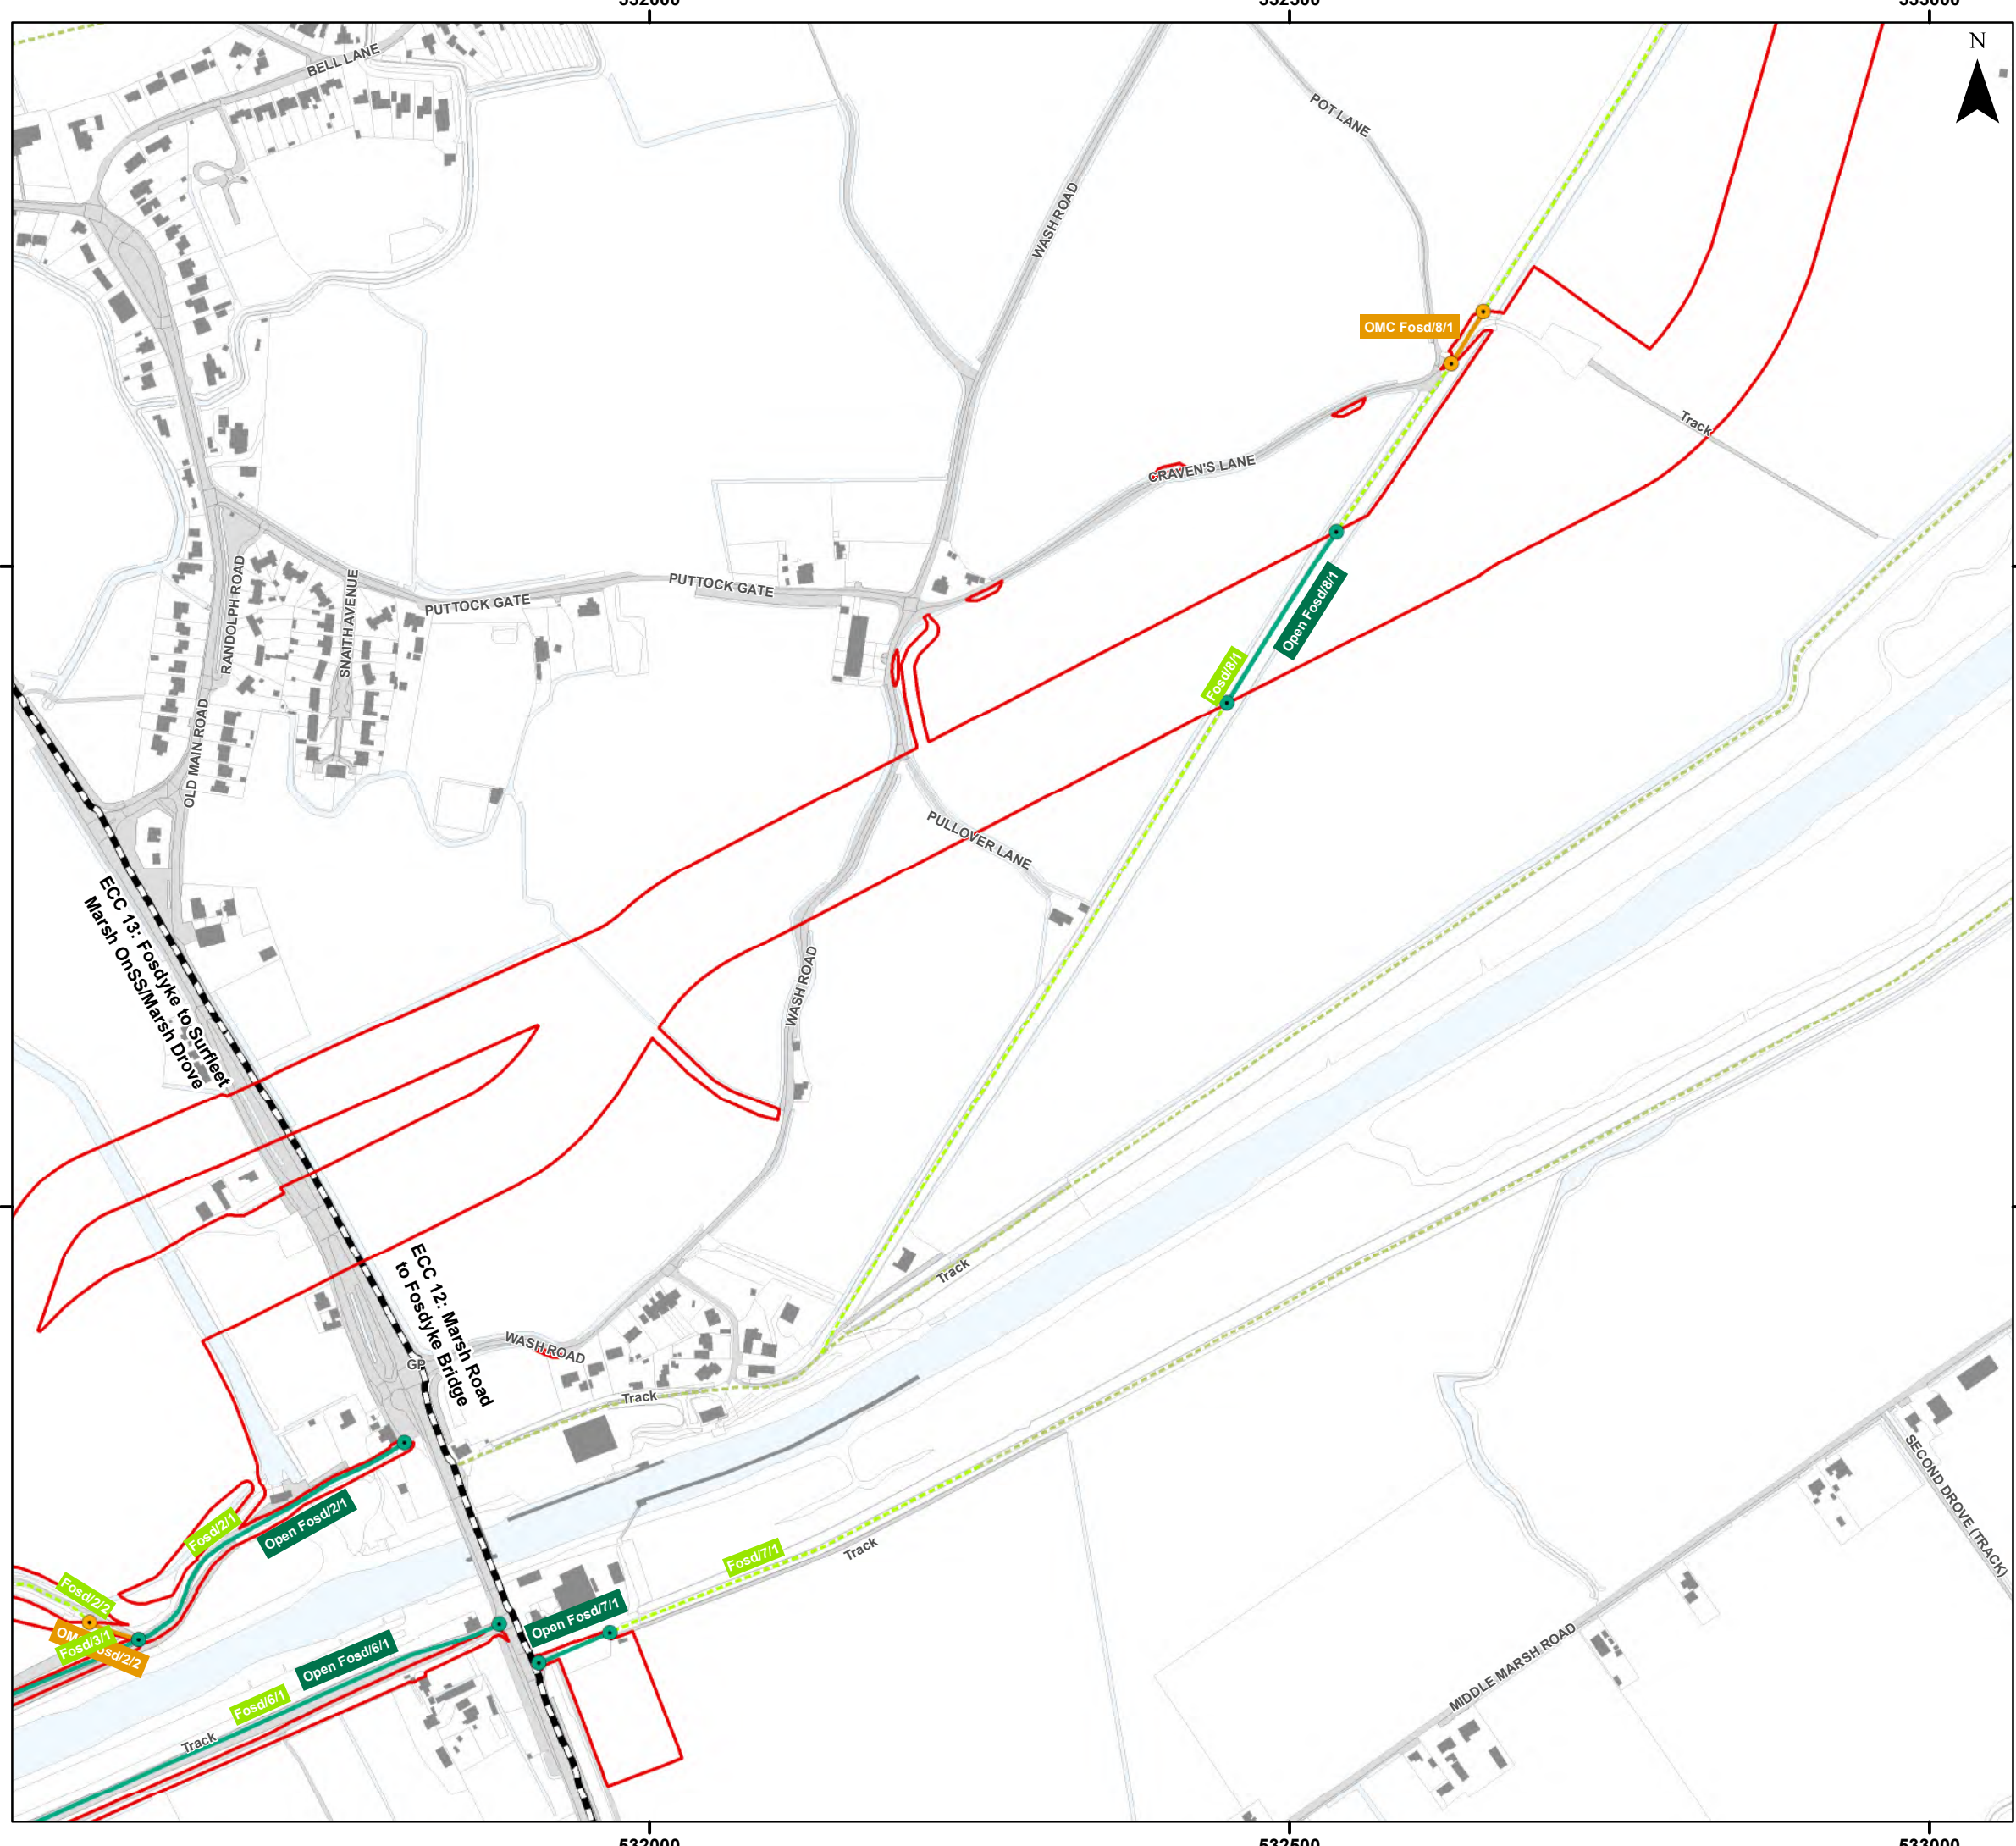 532000
532500
533000
N
BELL LANE
POT LANE
WASH ROAD
OMC Fosd/8/1
Track
CRAVEN'S LANE
RANDOLPH ROAD
SNAITH AVENUE
PUTTOCK GATE
PUTTOCK GATE
Open Fosd/8/1
Fosd/8/1
OLD MAIN ROAD
PULLOVER LANE
ECC 13: Fosdyke to Surfleet
Marsh OnSS/Marsh Drove
WASH ROAD
ECC 12: Marsh Road
to Fosdyke Bridge
Track
WASH ROAD
GP
Track
SECOND DROVE (TRACK)
Fosd/2/1
Open Fosd/2/1
Fosd/7/1
Track
Fosd/2/2
Open Fosd/7/1
Fosd/3/1
Open Fosd/6/1
MIDDLE MARSH ROAD
Fosd/6/1
Track
532000
532500
533000